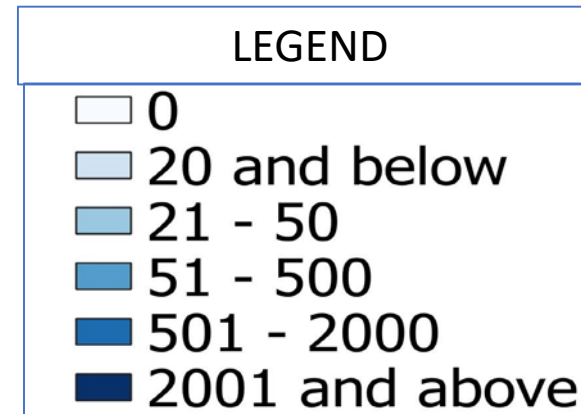 LEGEND
0
20 and below
21 - 50
51 - 500
501 - 2000
2001 and above